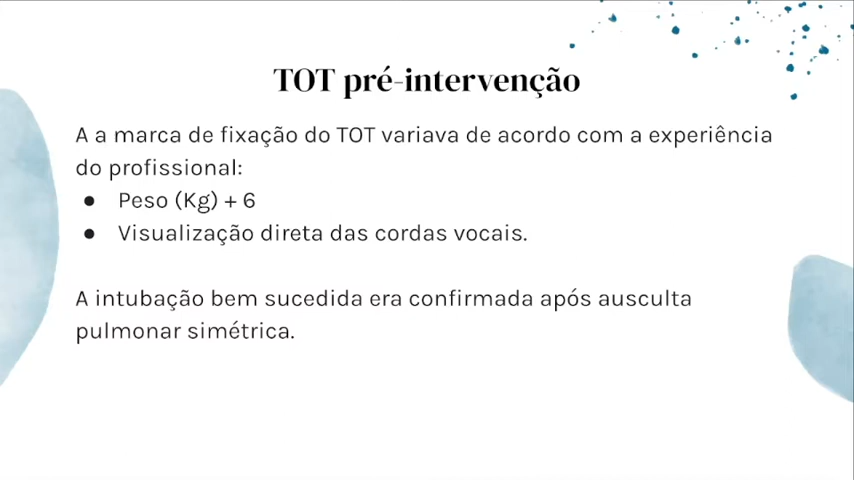 TOT pré-intervenção
A a marca de fixação do TOT variava de acordo com a experiência
do profissional:
● Peso (Kg) + 6
● Visualização direta das cordas vocais.
A intubação bem sucedida era confirmada após ausculta
pulmonar simétrica.